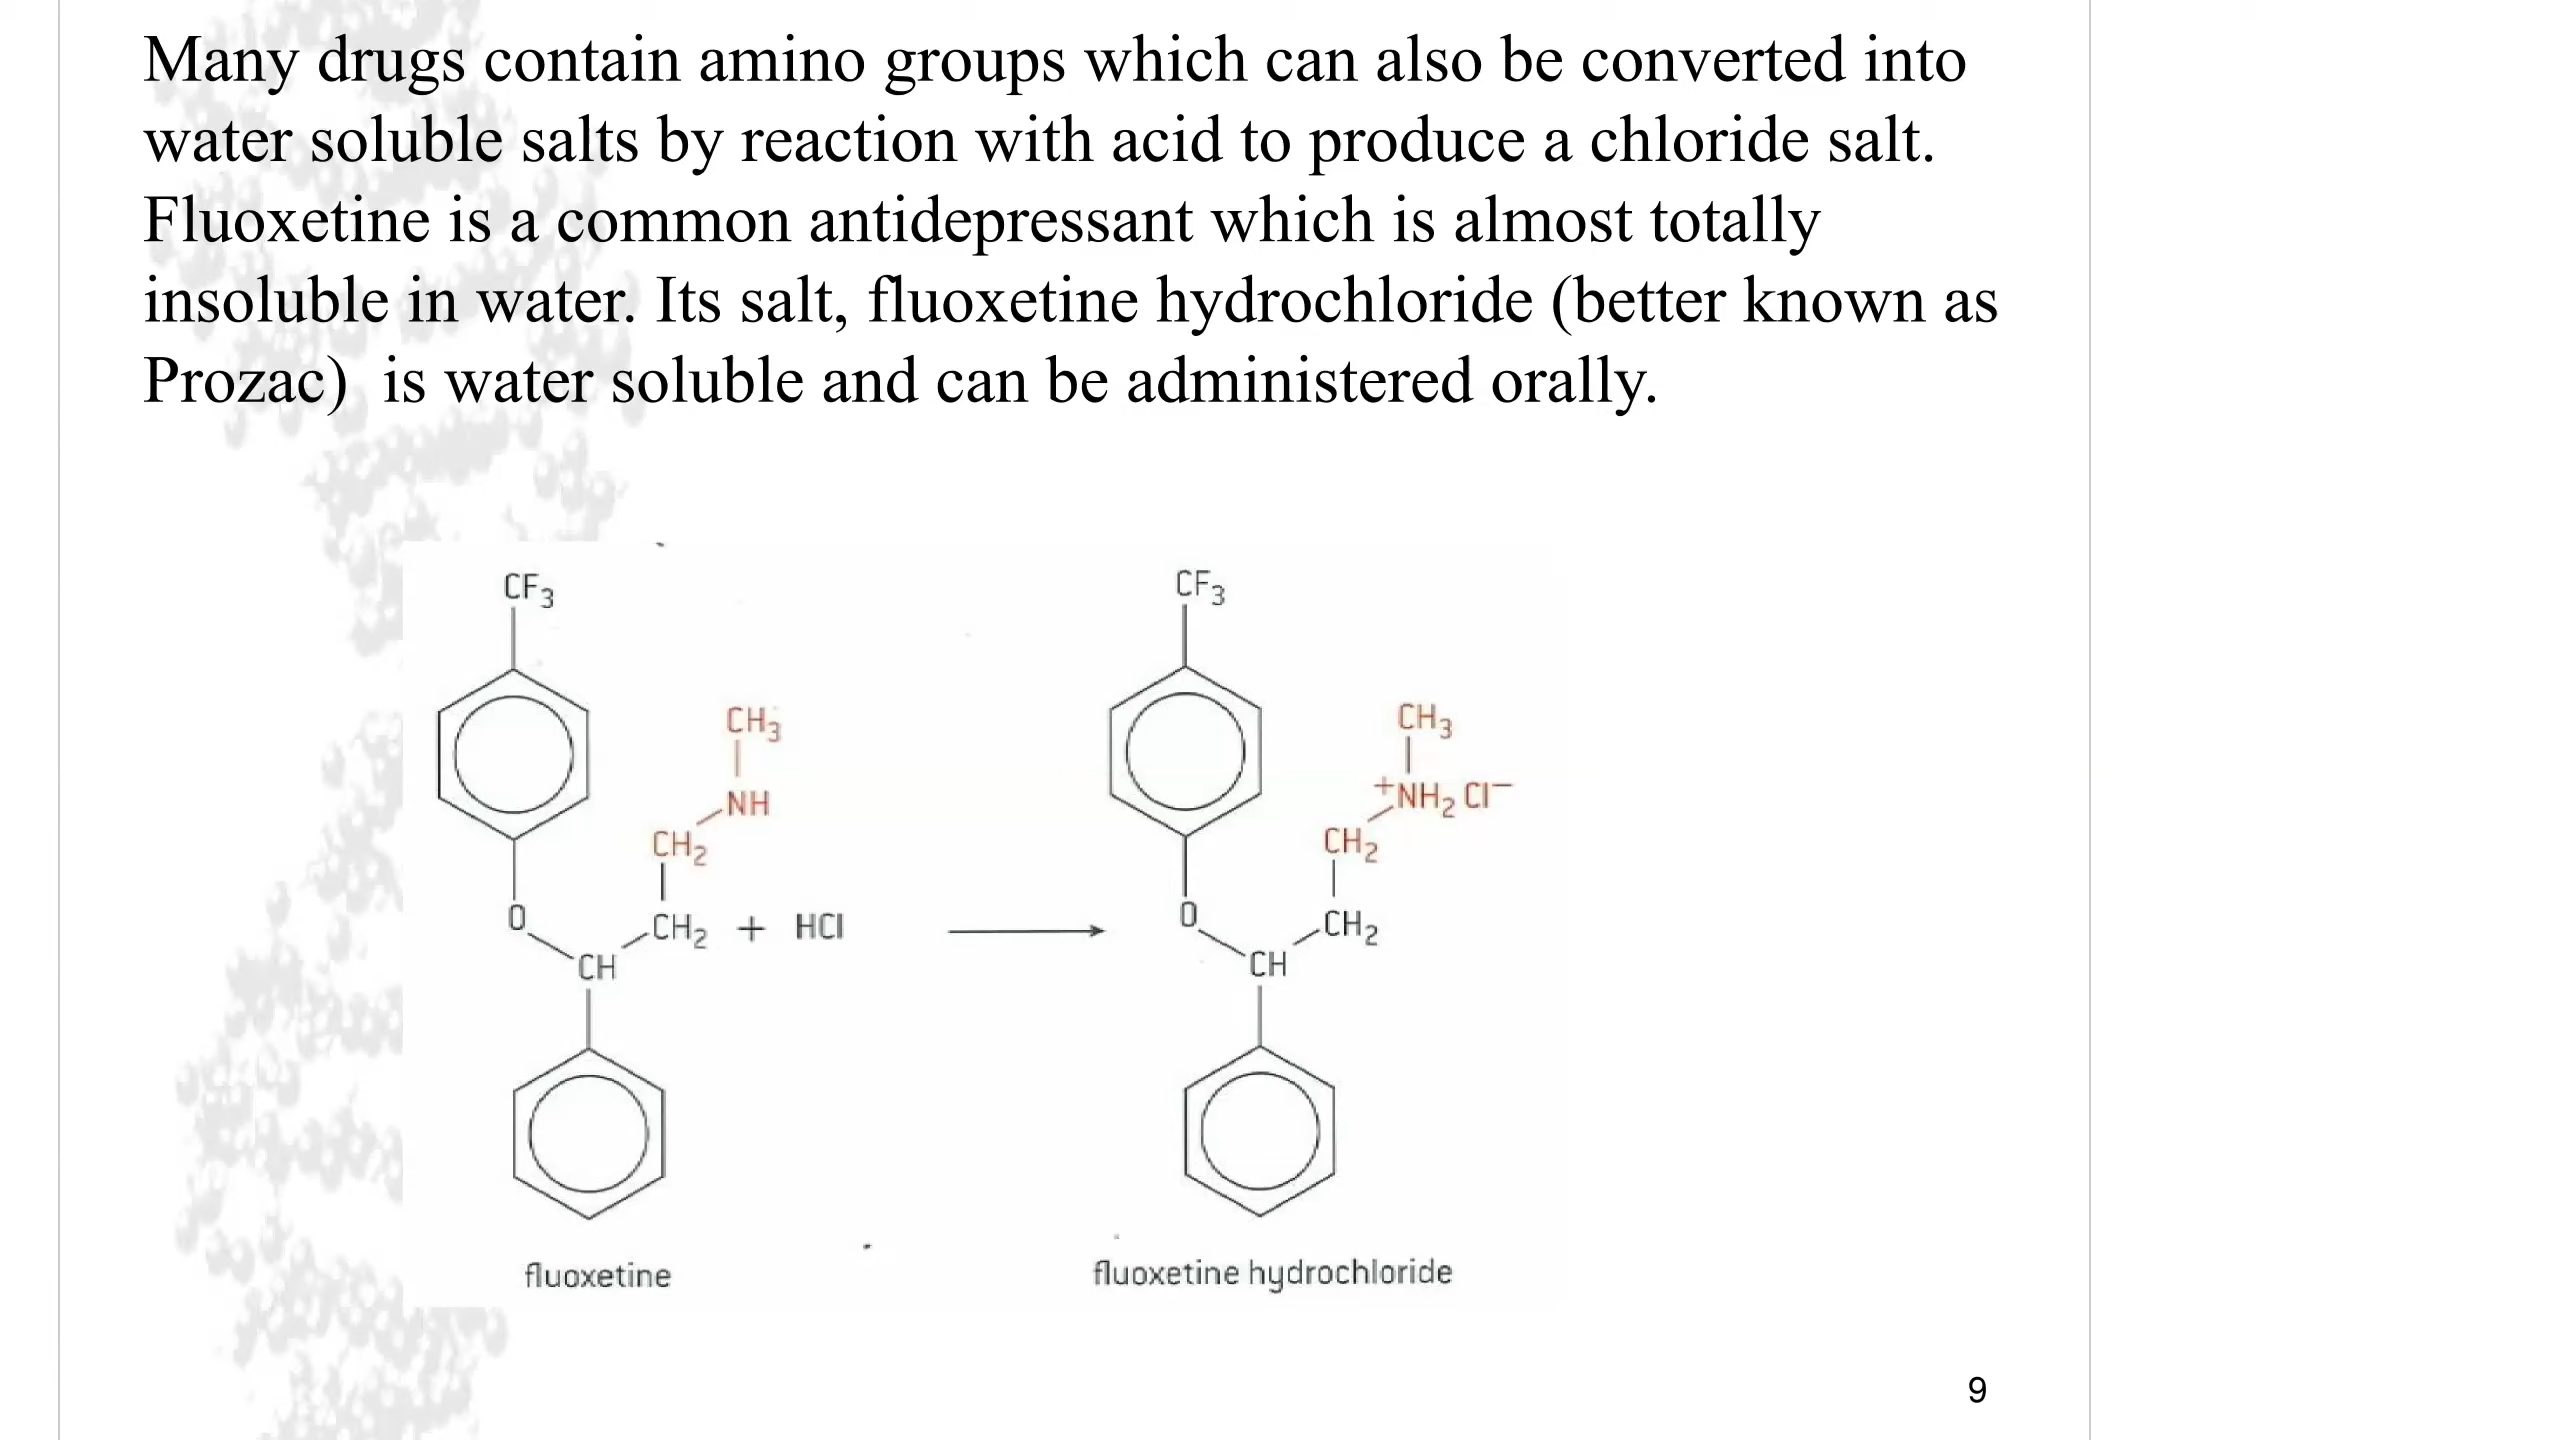 Many drugs contain amino groups which can also be converted into
water soluble salts by reaction with acid to produce a chloride salt.
Fluoxetine is a common antidepressant which is almost totally
insoluble in water. Its salt, fluoxetine hydrochloride (better known as
Prozac)  is water soluble and can be administered orally.
CF₃
CH₃
NH
CH₂
O
CH₂ + HCl
CH
fluoxetine
CF₃
CH₃
⁺NH₂ Cl⁻
CH₂
O
CH₂
CH
fluoxetine hydrochloride
9